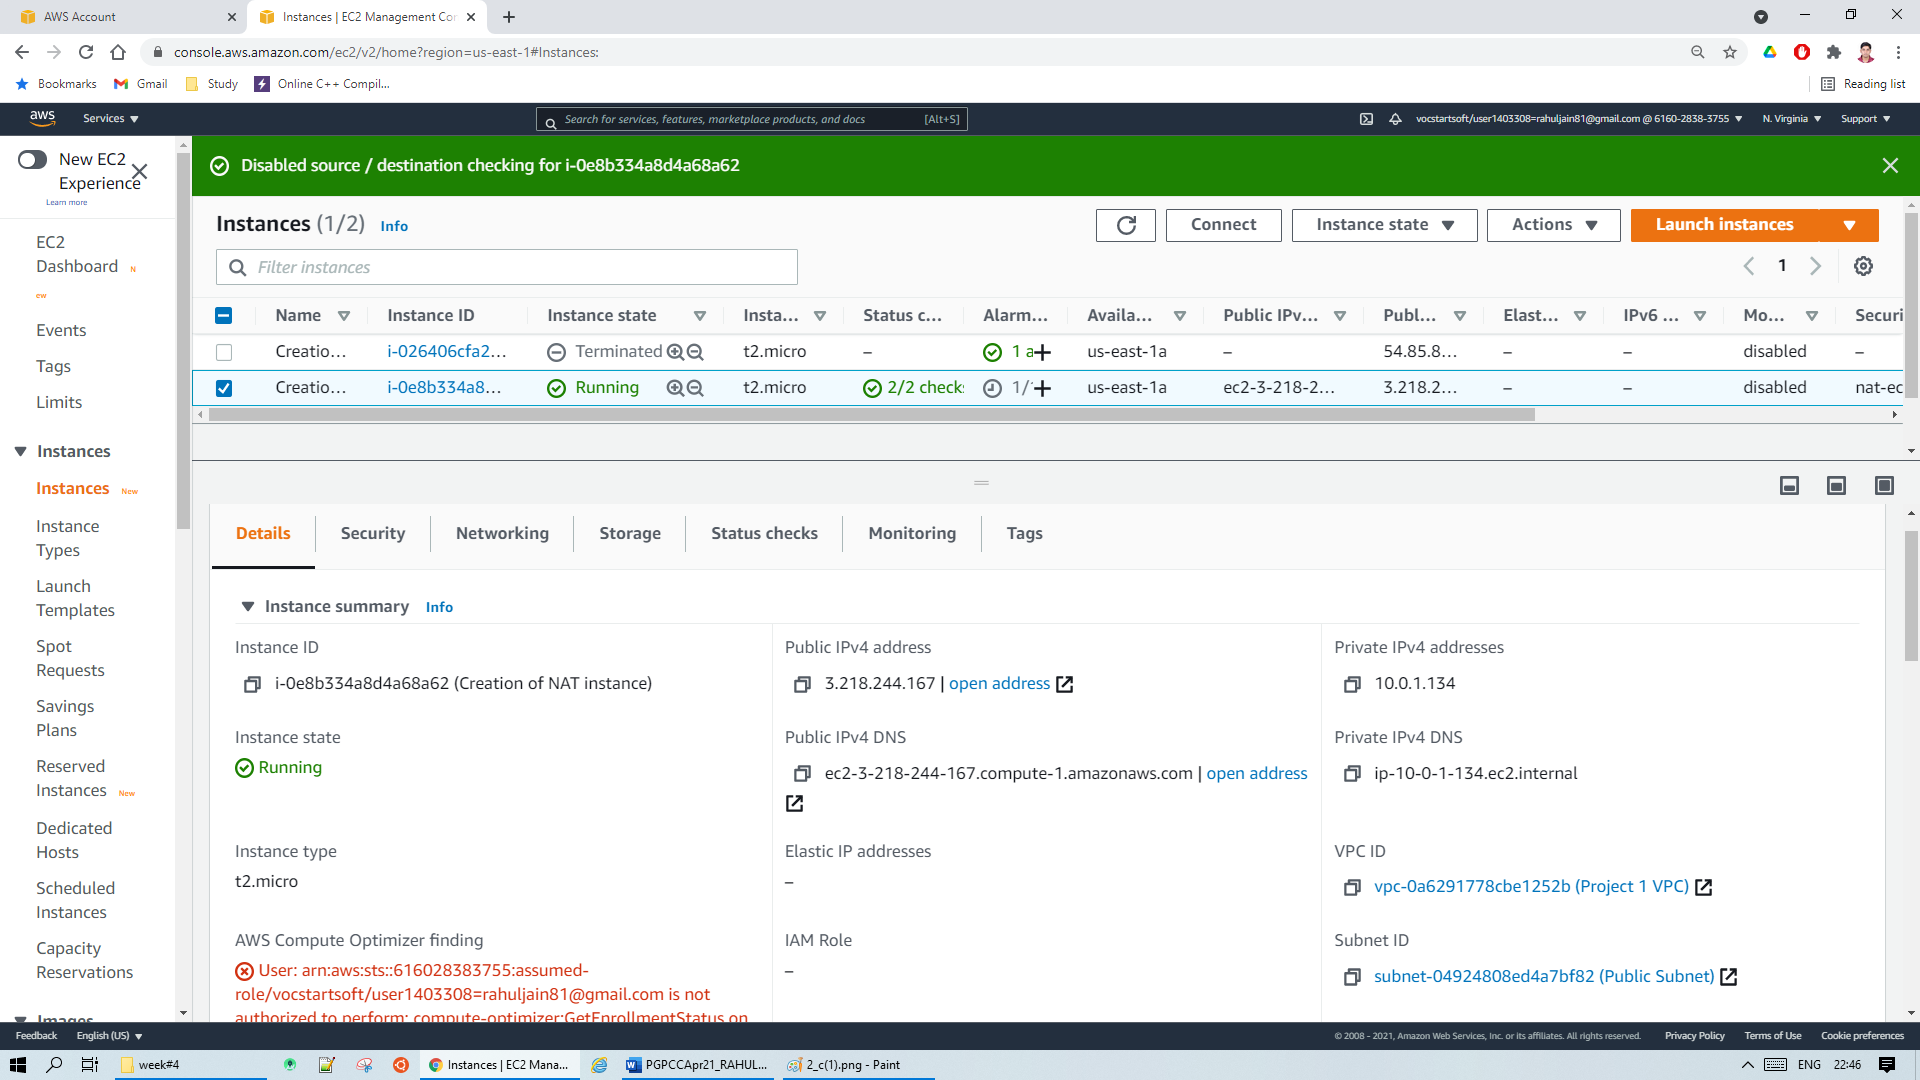 AWS Account
Instances | EC2 Management Con
console.aws.amazon.com/ec2/v2/home?region=us-east-1#Instances:
Bookmarks Gmail Study Online C++ Compil... Reading list
aws Services Search for services, features, marketplace products, and docs [Alt+S] vocstartsoft/user1403308=rahuljain81@gmail.com @ 6160-2838-3755 N. Virginia Support
New EC2
Experience
Learn more
Disabled source / destination checking for i-0e8b334a8d4a68a62
EC2
Dashboard N
ew
Events
Tags
Limits
Instances
Instances New
Instance
Types
Launch
Templates
Spot
Requests
Savings
Plans
Reserved
Instances New
Dedicated
Hosts
Scheduled
Instances
Capacity
Reservations
Images
Instances (1/2) Info Connect Instance state Actions Launch instances
Filter instances 1
Name Instance ID Instance state Insta... Status c... Alarm... Availa... Public IPv... Publ... Elast... IPv6 ... Mo... Securi
Creatio... i-026406cfa2... Terminated t2.micro – 1 a us-east-1a – 54.85.8... – – disabled –
Creatio... i-0e8b334a8... Running t2.micro 2/2 check 1/ us-east-1a ec2-3-218-2... 3.218.2... – – disabled nat-ec
Details Security Networking Storage Status checks Monitoring Tags
Instance summary Info
Instance ID
i-0e8b334a8d4a68a62 (Creation of NAT instance)
Public IPv4 address
3.218.244.167 | open address
Private IPv4 addresses
10.0.1.134
Instance state
Running
Public IPv4 DNS
ec2-3-218-244-167.compute-1.amazonaws.com | open address
Private IPv4 DNS
ip-10-0-1-134.ec2.internal
Instance type
t2.micro
Elastic IP addresses
–
VPC ID
vpc-0a6291778cbe1252b (Project 1 VPC)
AWS Compute Optimizer finding
User: arn:aws:sts::616028383755:assumed-
role/vocstartsoft/user1403308=rahuljain81@gmail.com is not
authorized to perform: compute-optimizer:GetEnrollmentStatus on
IAM Role
–
Subnet ID
subnet-04924808ed4a7bf82 (Public Subnet)
Feedback English (US) © 2008 - 2021, Amazon Web Services, Inc. or its affiliates. All rights reserved. Privacy Policy Terms of Use Cookie preferences
week#4 Instances | EC2 Mana... PGPCCApr21_RAHUL... 2_c(1).png - Paint ENG 22:46